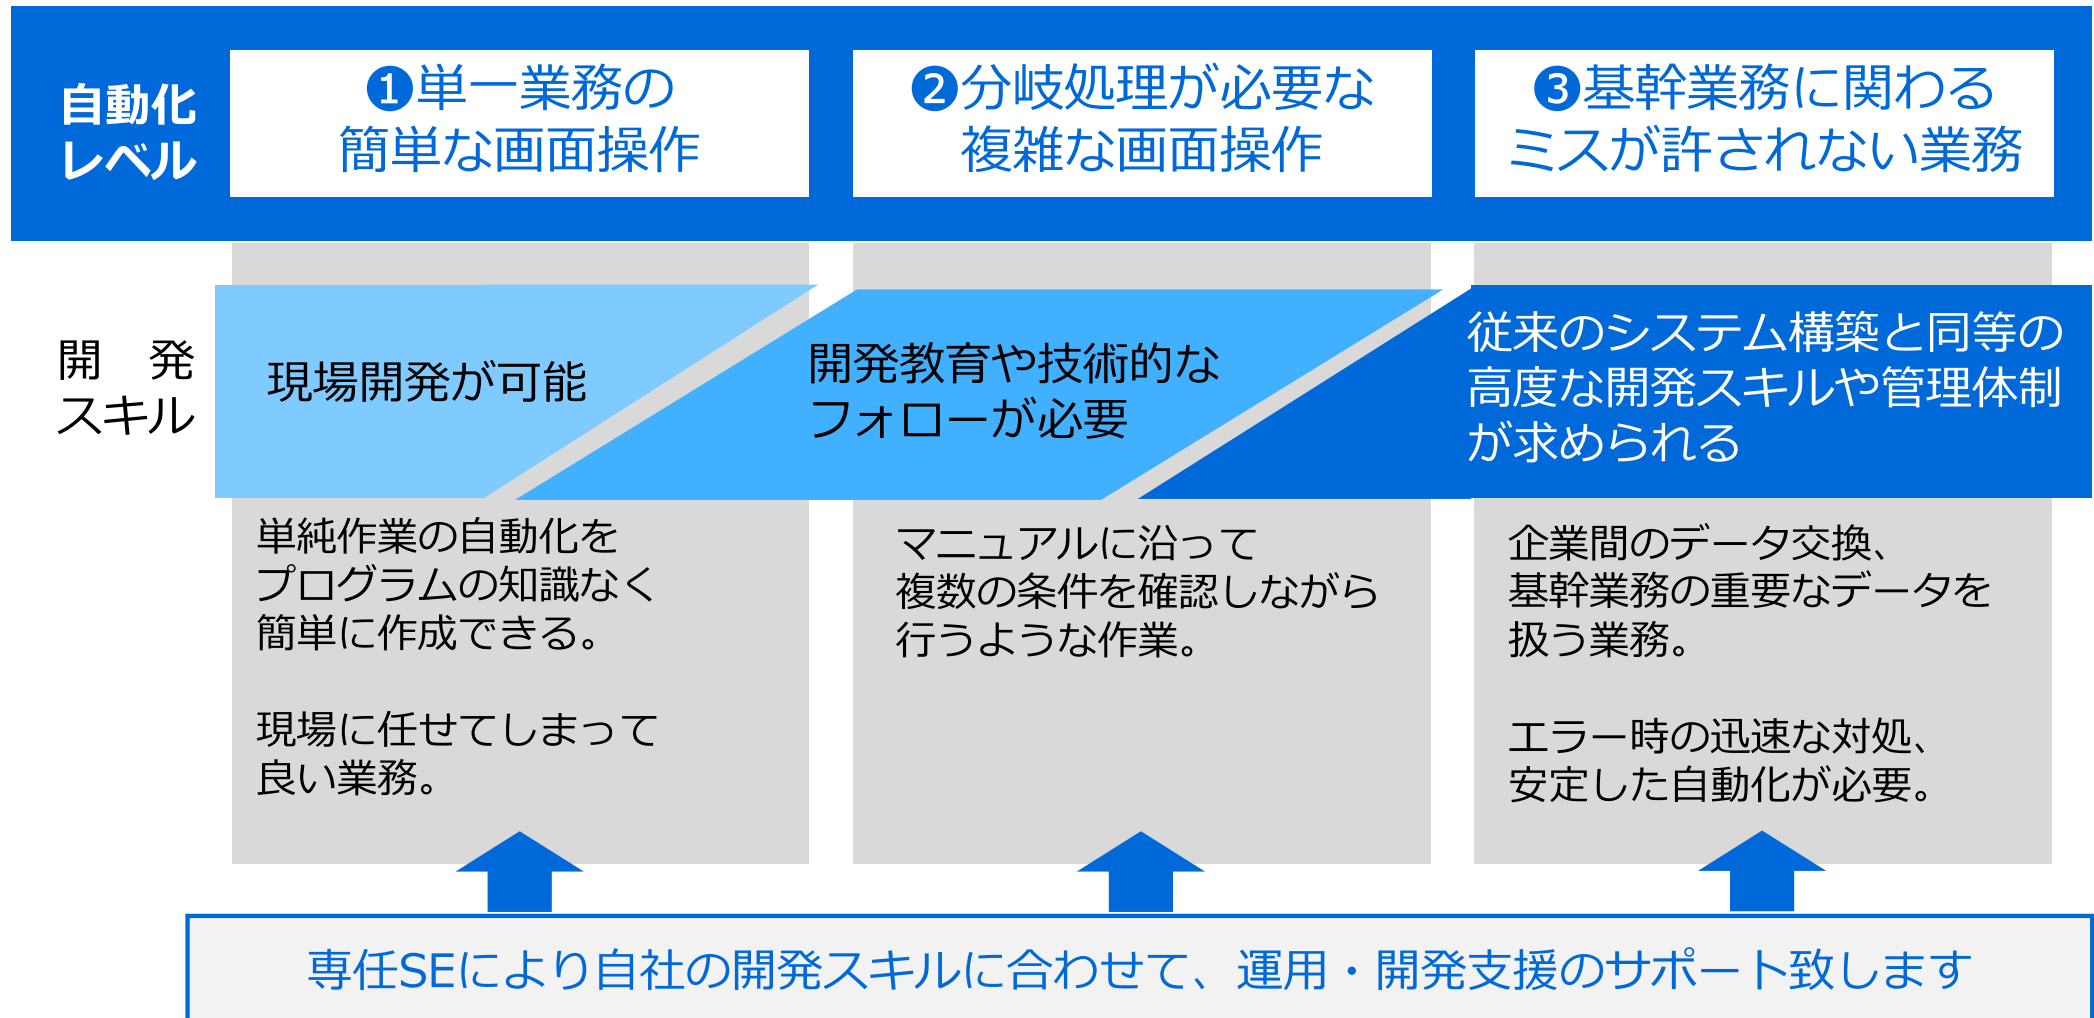 自動化
レベル
❶単一業務の
簡単な画面操作
❷分岐処理が必要な
複雑な画面操作
❸基幹業務に関わる
ミスが許されない業務
開　発
スキル
現場開発が可能
開発教育や技術的な
フォローが必要
従来のシステム構築と同等の
高度な開発スキルや管理体制
が求められる
単純作業の自動化を
プログラムの知識なく
簡単に作成できる。
現場に任せてしまって
良い業務。
マニュアルに沿って
複数の条件を確認しながら
行うような作業。
企業間のデータ交換、
基幹業務の重要なデータを
扱う業務。
エラー時の迅速な対処、
安定した自動化が必要。
専任SEにより自社の開発スキルに合わせて、運用・開発支援のサポート致します